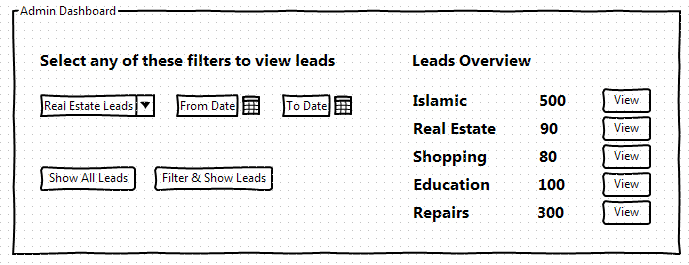 Admin Dashboard
Select any of these filters to view leads
Real Estate Leads From Date To Date
Show All Leads Filter & Show Leads
Leads Overview
Islamic 500 View
Real Estate 90 View
Shopping 80 View
Education 100 View
Repairs 300 View